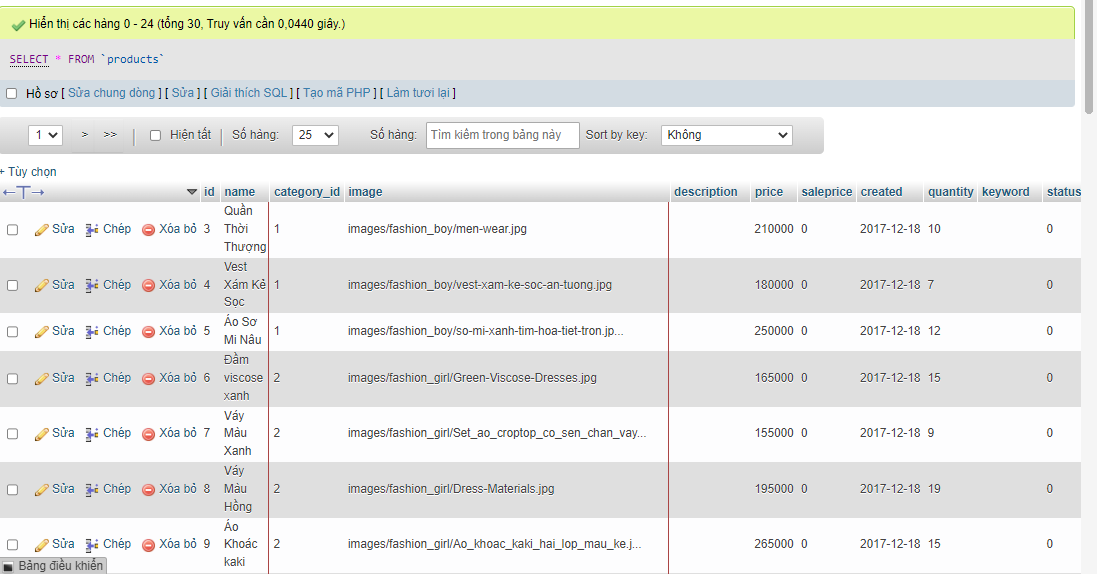 Hiển thị các hàng 0 - 24 (tổng 30, Truy vấn cần 0,0440 giây.)
SELECT * FROM `products`
Hồ sơ [ Sửa chung dòng ] [ Sửa ] [ Giải thích SQL ] [ Tạo mã PHP ] [ Làm tươi lại ]
1 > >> Hiện tất Số hàng: 25 Số hàng: Tìm kiếm trong bảng này Sort by key: Không
+ Tùy chọn
←T→ id name category_id image description price saleprice created quantity keyword status
Sửa Chép Xóa bỏ 3 Quần Thời Thượng 1 images/fashion_boy/men-wear.jpg 210000 0 2017-12-18 10 0
Sửa Chép Xóa bỏ 4 Vest Xám Kẻ Sọc 1 images/fashion_boy/vest-xam-ke-soc-an-tuong.jpg 180000 0 2017-12-18 7 0
Sửa Chép Xóa bỏ 5 Áo Sơ Mi Nâu 1 images/fashion_boy/so-mi-xanh-tim-hoa-tiet-tron.jp... 250000 0 2017-12-18 12 0
Sửa Chép Xóa bỏ 6 Đầm viscose xanh 2 images/fashion_girl/Green-Viscose-Dresses.jpg 165000 0 2017-12-18 15 0
Sửa Chép Xóa bỏ 7 Váy Màu Xanh 2 images/fashion_girl/Set_ao_croptop_co_sen_chan_vay... 155000 0 2017-12-18 9 0
Sửa Chép Xóa bỏ 8 Váy Màu Hồng 2 images/fashion_girl/Dress-Materials.jpg 195000 0 2017-12-18 19 0
Sửa Chép Xóa bỏ 9 Áo Khoác kaki 2 images/fashion_girl/Ao_khoac_kaki_hai_lop_mau_ke.j... 265000 0 2017-12-18 15 0
Bảng điều khiển